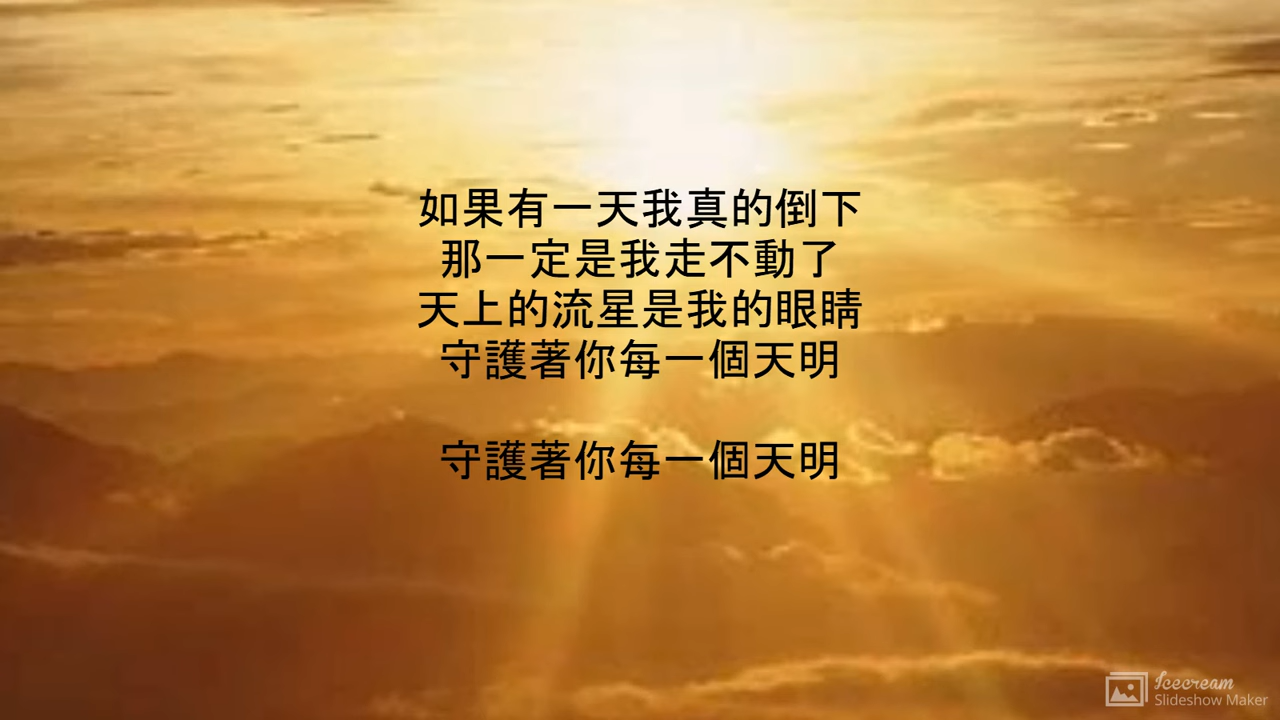 如果有一天我真的倒下
那一定是我走不動了
天上的流星是我的眼睛
守護著你每一個天明
守護著你每一個天明
Icecream
Slideshow Maker